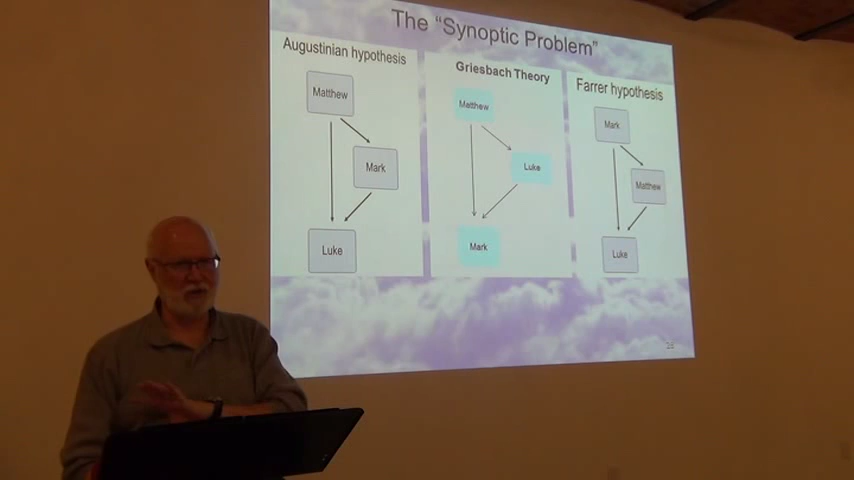 The "Synoptic Problem"
Augustinian hypothesis
Matthew
Mark
Luke
Griesbach Theory
Matthew
Luke
Mark
Farrer hypothesis
Mark
Matthew
Luke